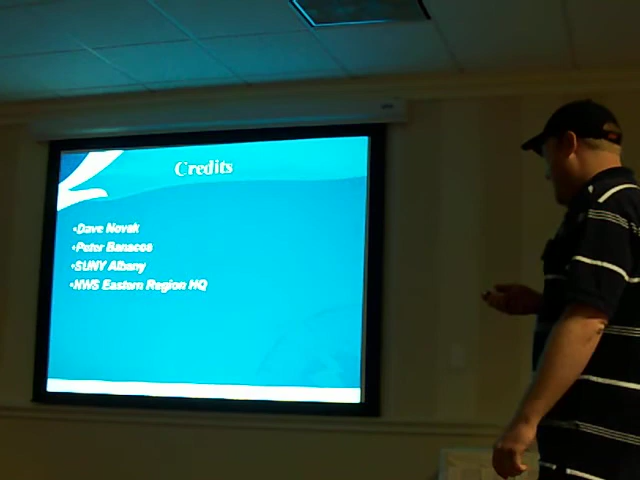 Credits
•Dave Novak
•Peter Banacos
•SUNY Albany
•NWS Eastern Region HQ